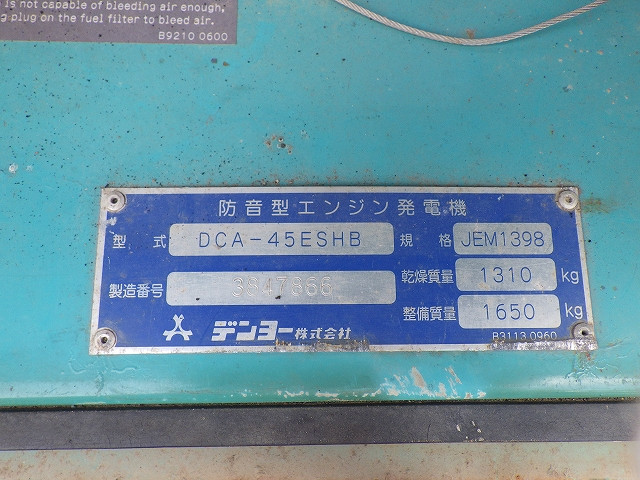 is not capable of bleeding air enough,
g plug on the fuel filter to bleed air.
B9210 0600
防音型エンジン発電機
型式 DCA-45ESHB 規格 JEM1398
製造番号 3847866 乾燥質量 1310 kg
整備質量 1650 kg
デンヨー株式会社
B3113 0960